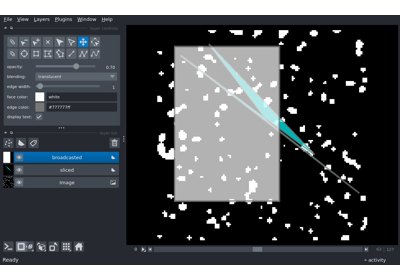 File View Layers Plugins Window Help
opacity: 0.70
blending: translucent
edge width: 1
face color: white
edge color: #777777ff
display text:
broadcasted
sliced
Image
Ready
activity